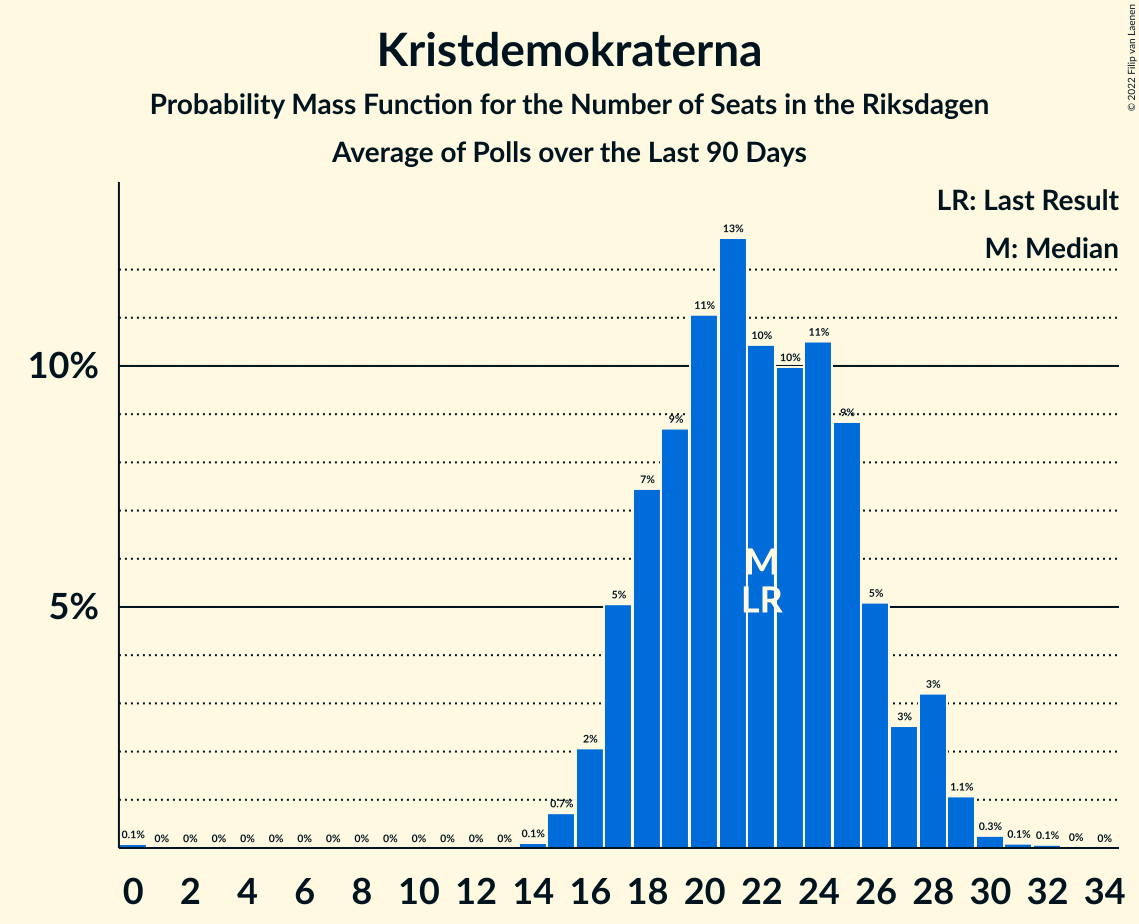 Kristdemokraterna
Probability Mass Function for the Number of Seats in the Riksdagen
Average of Polls over the Last 90 Days
© 2022 Filip van Laenen
LR: Last Result
M: Median
10%
5%
0.1% 0% 0% 0% 0% 0% 0% 0% 0% 0% 0% 0% 0% 0% 0.1% 0.7% 2% 5% 7% 9% 11% 13% 10% 10% 11% 9% 5% 3% 3% 1.1% 0.3% 0.1% 0.1% 0% 0%
M
LR
0 2 4 6 8 10 12 14 16 18 20 22 24 26 28 30 32 34